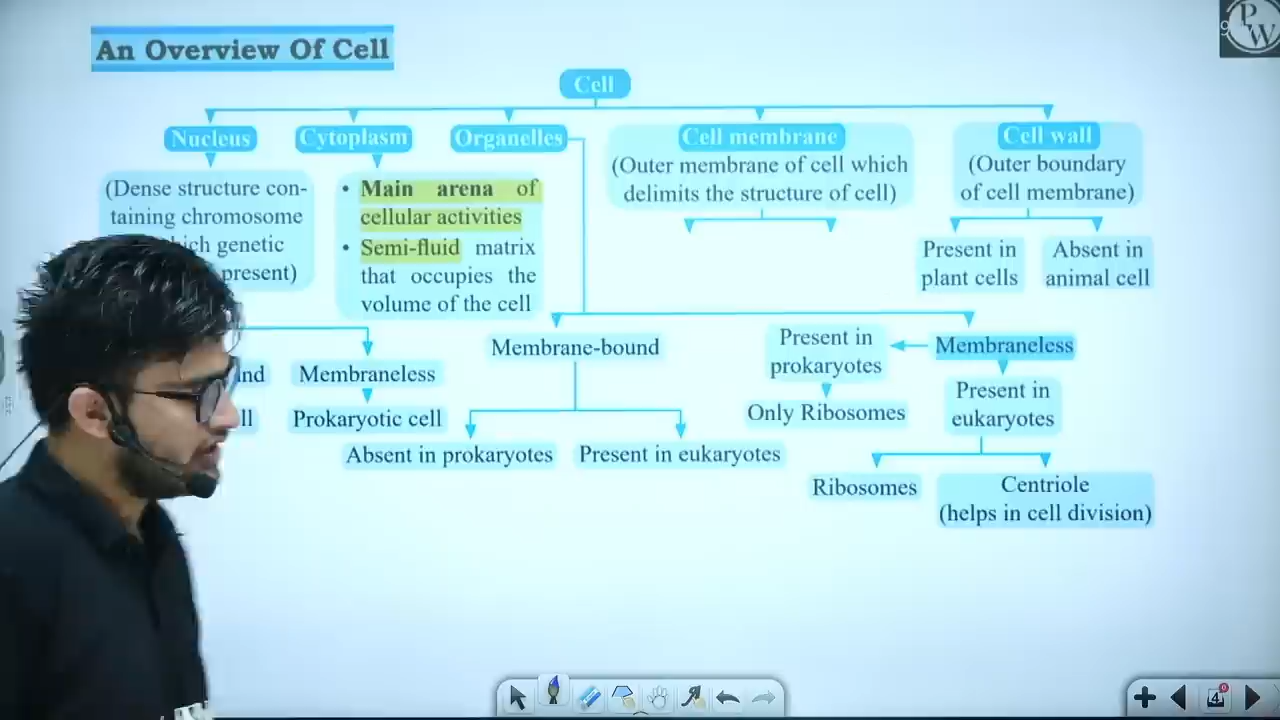 An Overview Of Cell
PW
Cell
Nucleus
Cytoplasm
Organelles
Cell membrane
Cell wall
(Dense structure con-
taining chromosome
genetic
present)
• Main arena of
cellular activities
• Semi-fluid matrix
that occupies the
volume of the cell
(Outer membrane of cell which
delimits the structure of cell)
(Outer boundary
of cell membrane)
Present in
plant cells
Absent in
animal cell
Membraneless
Prokaryotic cell
Membrane-bound
Absent in prokaryotes
Present in eukaryotes
Membraneless
Present in
prokaryotes
Only Ribosomes
Present in
eukaryotes
Ribosomes
Centriole
(helps in cell division)
4